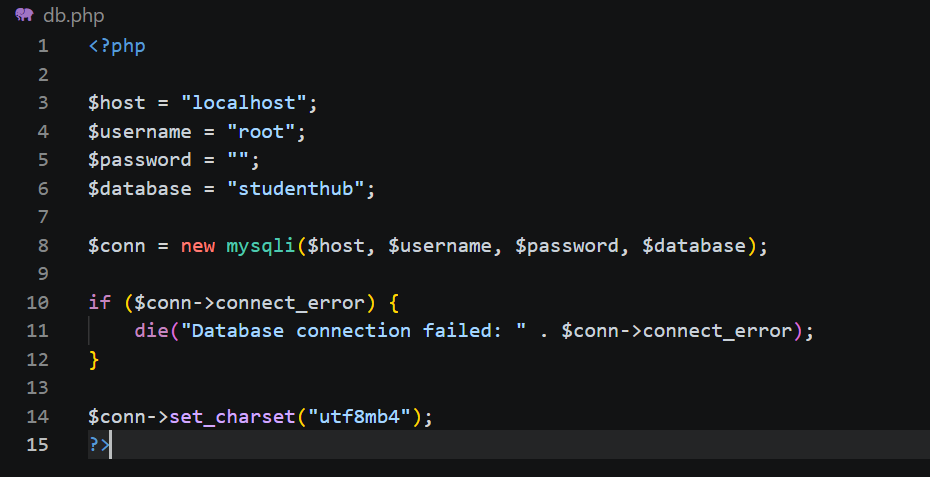 db.php
1 <?php
2
3 $host = "localhost";
4 $username = "root";
5 $password = "";
6 $database = "studenthub";
7
8 $conn = new mysqli($host, $username, $password, $database);
9
10 if ($conn->connect_error) {
11     die("Database connection failed: " . $conn->connect_error);
12 }
13
14 $conn->set_charset("utf8mb4");
15 ?>